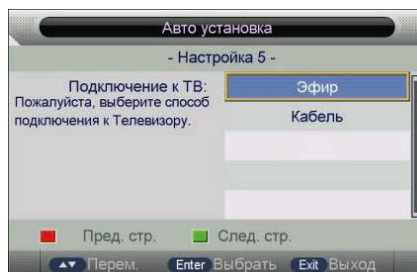 Авто установка
- Настройка 5 -
Подключение к ТВ:
Пожалуйста, выберите способ
подключения к Телевизору.
Эфир
Кабель
Пред. стр. След. стр.
Перем. Enter Выбрать Exit Выход